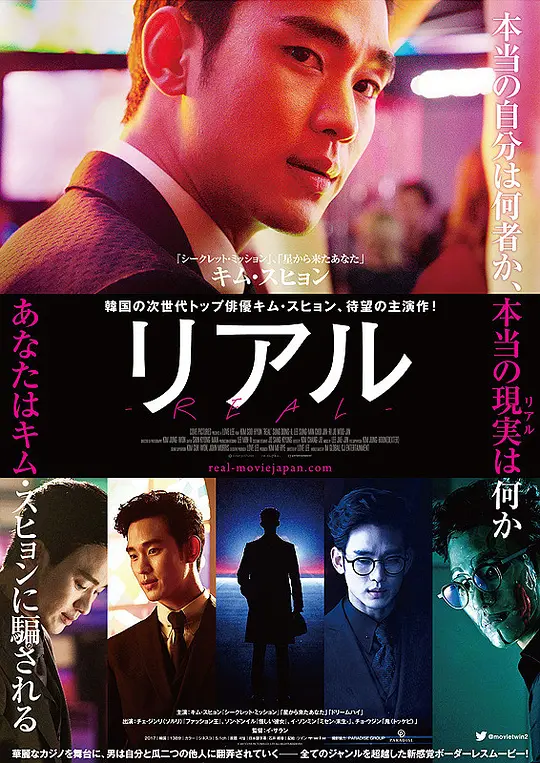 本当の自分は何者か、
本当の現実は何か
リアル
『シークレット・ミッション』、『星から来たあなた』
キム・スヒョン
韓国の次世代トップ俳優キム・スヒョン、待望の主演作！
リアル
- REAL -
real-moviejapan.com
あなたはキム・スヒョンに騙される
主演：キム・スヒョン『シークレット・ミッション』『星から来たあなた』『ドリームハイ』
監督：イ・サラン
PARADISE GROUP
PARADISE
@movietwin2
華麗なカジノを舞台に、男は自分と瓜二つの他人に翻弄されていく── 全てのジャンルを超越した新感覚ボーダーレスムービー！